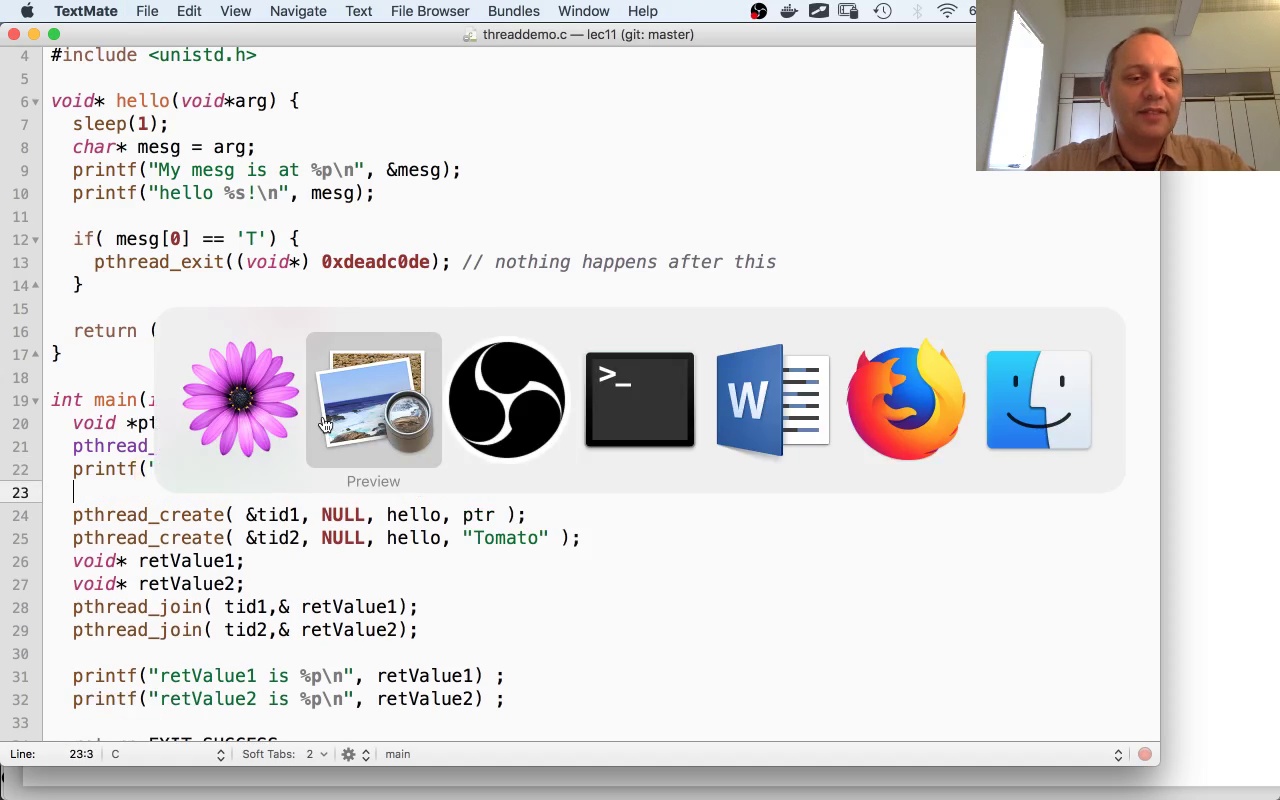 TextMate File Edit View Navigate Text File Browser Bundles Window Help
threaddemo.c — lec11 (git: master)
4 #include <unistd.h>
5
6 void* hello(void*arg) {
7 sleep(1);
8 char* mesg = arg;
9 printf("My mesg is at %p\n", &mesg);
10 printf("hello %s!\n", mesg);
11
12 if( mesg[0] == 'T') {
13 pthread_exit((void*) 0xdeadc0de); // nothing happens after this
14 }
15
16 return (
17 }
18
19 int main(
20 void *pt
21 pthread_
22 printf("
23
24 pthread_create( &tid1, NULL, hello, ptr );
25 pthread_create( &tid2, NULL, hello, "Tomato" );
26 void* retValue1;
27 void* retValue2;
28 pthread_join( tid1,& retValue1);
29 pthread_join( tid2,& retValue2);
30
31 printf("retValue1 is %p\n", retValue1) ;
32 printf("retValue2 is %p\n", retValue2) ;
33
>_
W
Preview
Line: 23:3 C Soft Tabs: 2 main